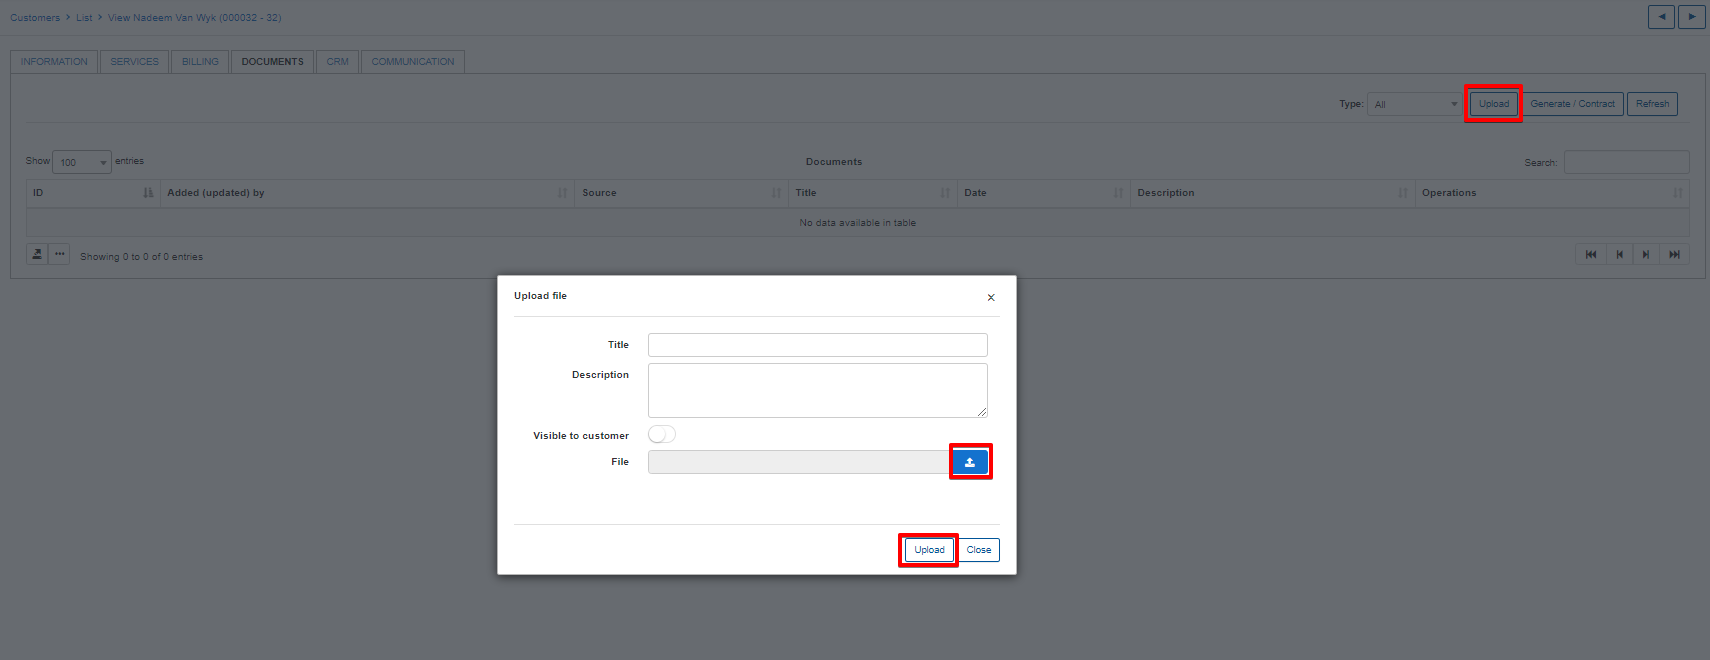 Customers > List > View Nadeem Van Wyk (000032 - 32)
INFORMATION SERVICES BILLING DOCUMENTS CRM COMMUNICATION
Type: All Upload Generate / Contract Refresh
Show 100 entries Documents Search:
ID Added (updated) by Source Title Date Description Operations
No data available in table
Showing 0 to 0 of 0 entries
Upload file
Title
Description
Visible to customer
File
Upload Close